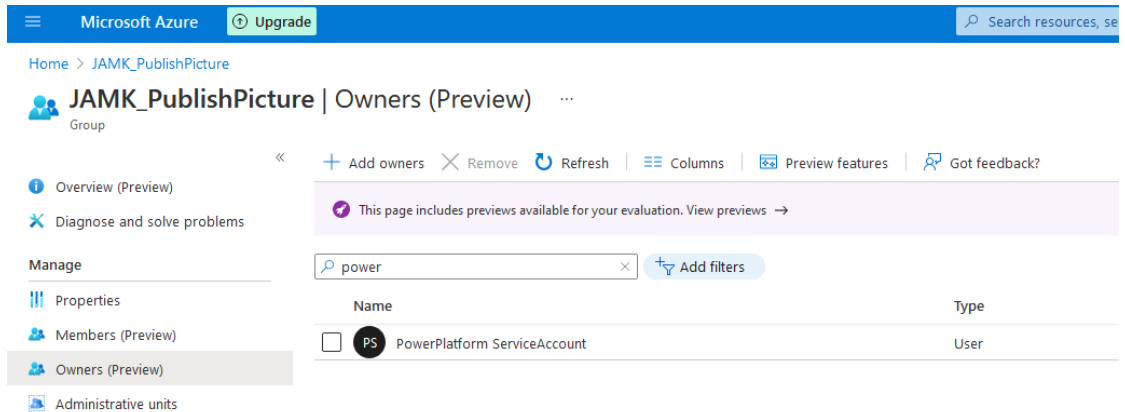 Microsoft Azure Upgrade Search resources, se
Home > JAMK_PublishPicture
JAMK_PublishPicture | Owners (Preview) ...
Group
« Add owners Remove Refresh Columns Preview features Got feedback?
Overview (Preview)
Diagnose and solve problems
This page includes previews available for your evaluation. View previews →
Manage
power × Add filters
Properties
Name Type
Members (Preview)
PS PowerPlatform ServiceAccount User
Owners (Preview)
Administrative units